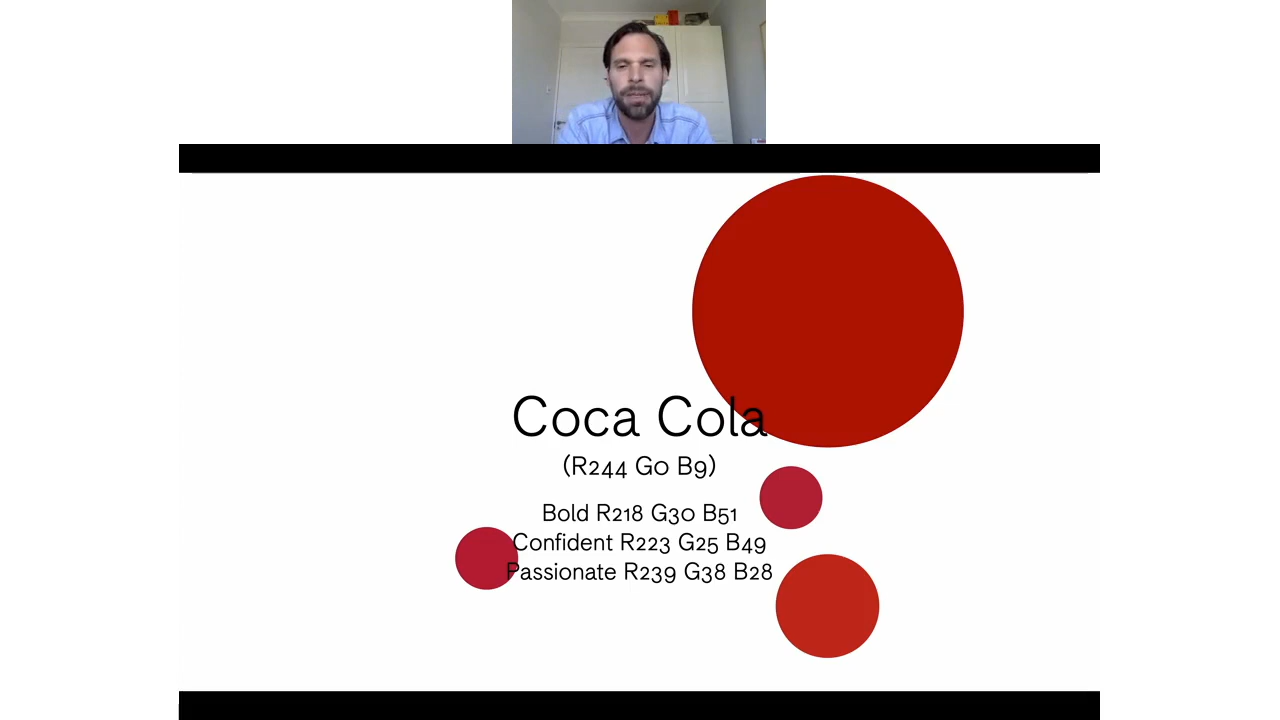 Coca Cola
(R244 G0 B9)
Bold R218 G30 B51
Confident R223 G25 B49
Passionate R239 G38 B28